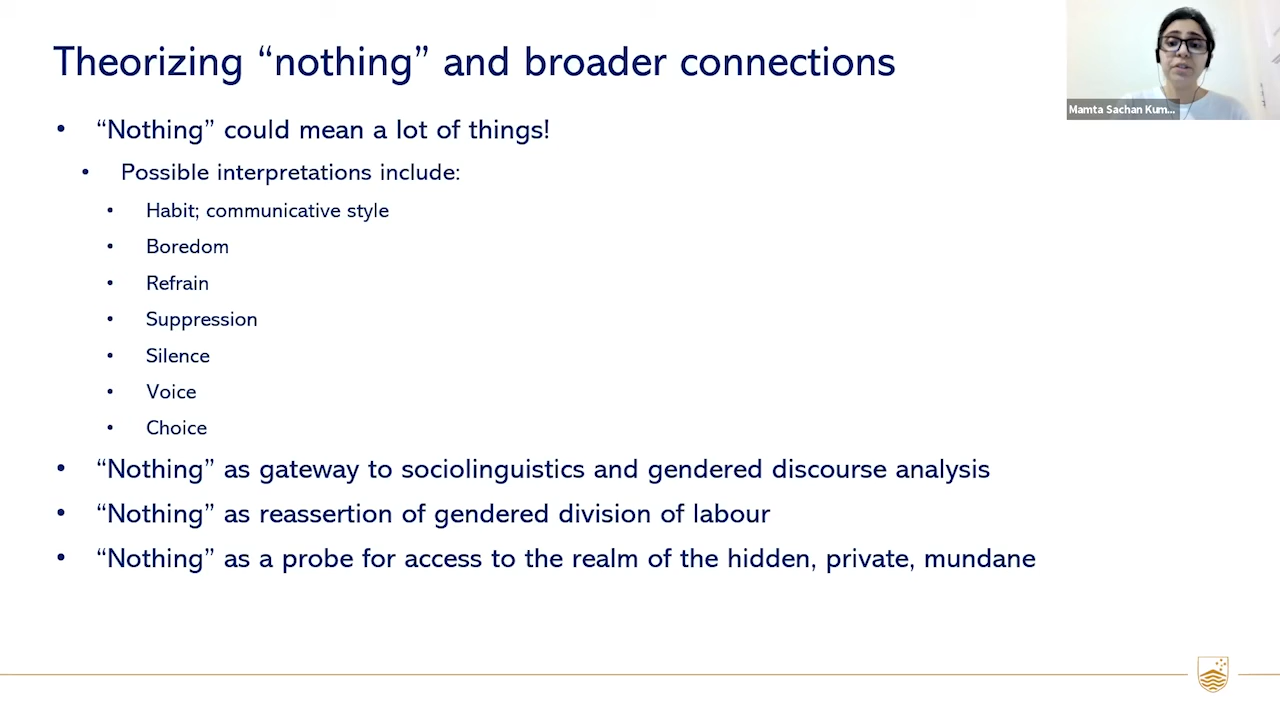 Theorizing “nothing” and broader connections
Mamta Sachan Kum...
• “Nothing” could mean a lot of things!
• Possible interpretations include:
• Habit; communicative style
• Boredom
• Refrain
• Suppression
• Silence
• Voice
• Choice
• “Nothing” as gateway to sociolinguistics and gendered discourse analysis
• “Nothing” as reassertion of gendered division of labour
• “Nothing” as a probe for access to the realm of the hidden, private, mundane